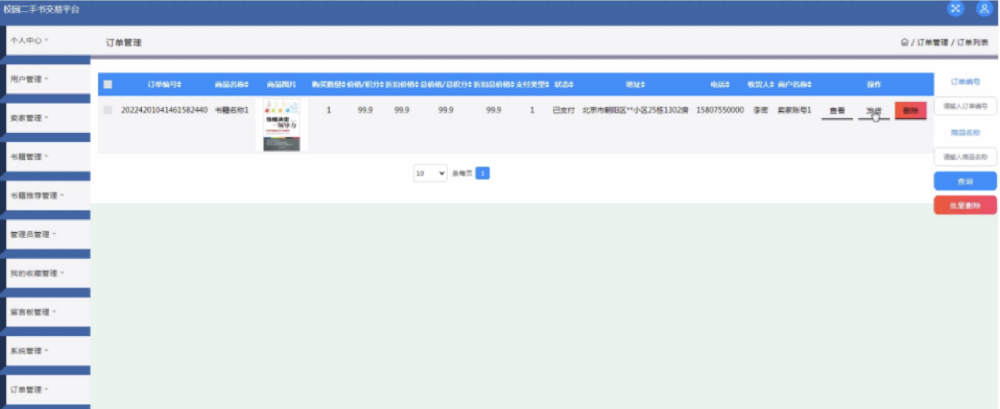 校园二手书交易平台
个人中心
订单管理
/ 订单管理 / 订单列表
用户管理
卖家管理
书籍管理
书籍推荐管理
管理员管理
我的收藏管理
留言板管理
系统管理
订单管理
订单编号 商品名称 商品图片 购买数量 价格/积分 折扣价格 总价格/总积分 折扣总价格 支付类型 状态 地址 电话 收货人 商户名称 操作
20224201041461582440 书籍名称1 1 99.9 99.9 99.9 99.9 1 已支付 北京市朝阳区**小区25栋1302房 15807550000 李密 卖家账号1 查看 发货 删除
性格决定
领导力
10 条每页 1
订单编号
请输入订单编号
商品名称
请输入商品名称
查询
批量删除